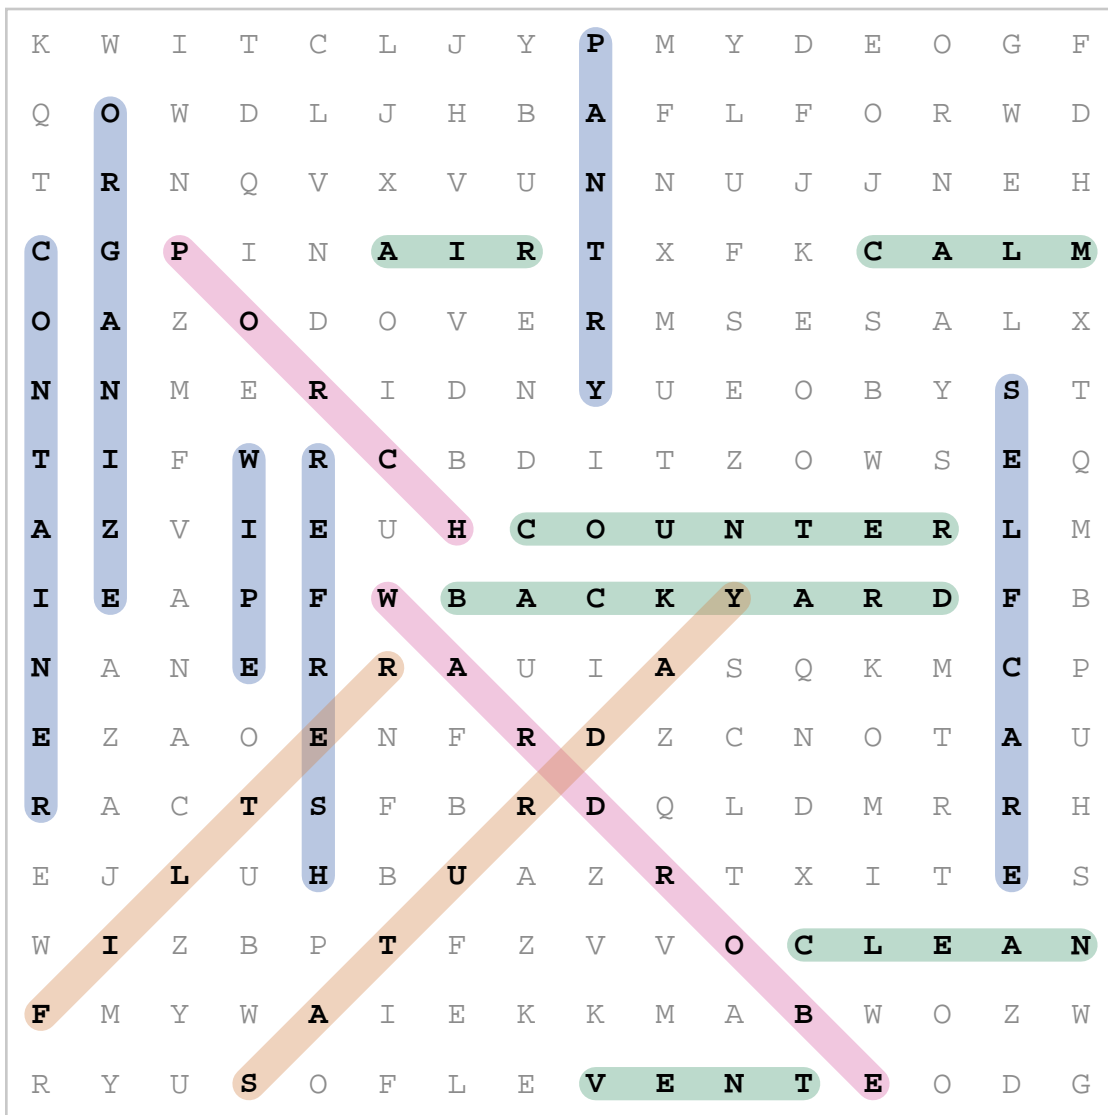 K W I T C L J Y P M Y D E O G F
Q O W D L J H B A F L F O R W D
T R N Q V X V U N N U J J N E H
C G P I N A I R T X F K C A L M
O A Z O D O V E R M S E S A L X
N N M E R I D N Y U E O B Y S T
T I F W R C B D I T Z O W S E Q
A Z V I E U H C O U N T E R L M
I E A P F W B A C K Y A R D F B
N A N E R R A U I A S Q K M C P
E Z A O E N F R D Z C N O T A U
R A C T S F B R D Q L D M R R H
E J L U H B U A Z R T X I T E S
W I Z B P T F Z V V O C L E A N
F M Y W A I E K K M A B W O Z W
R Y U S O F L E V E N T E O D G